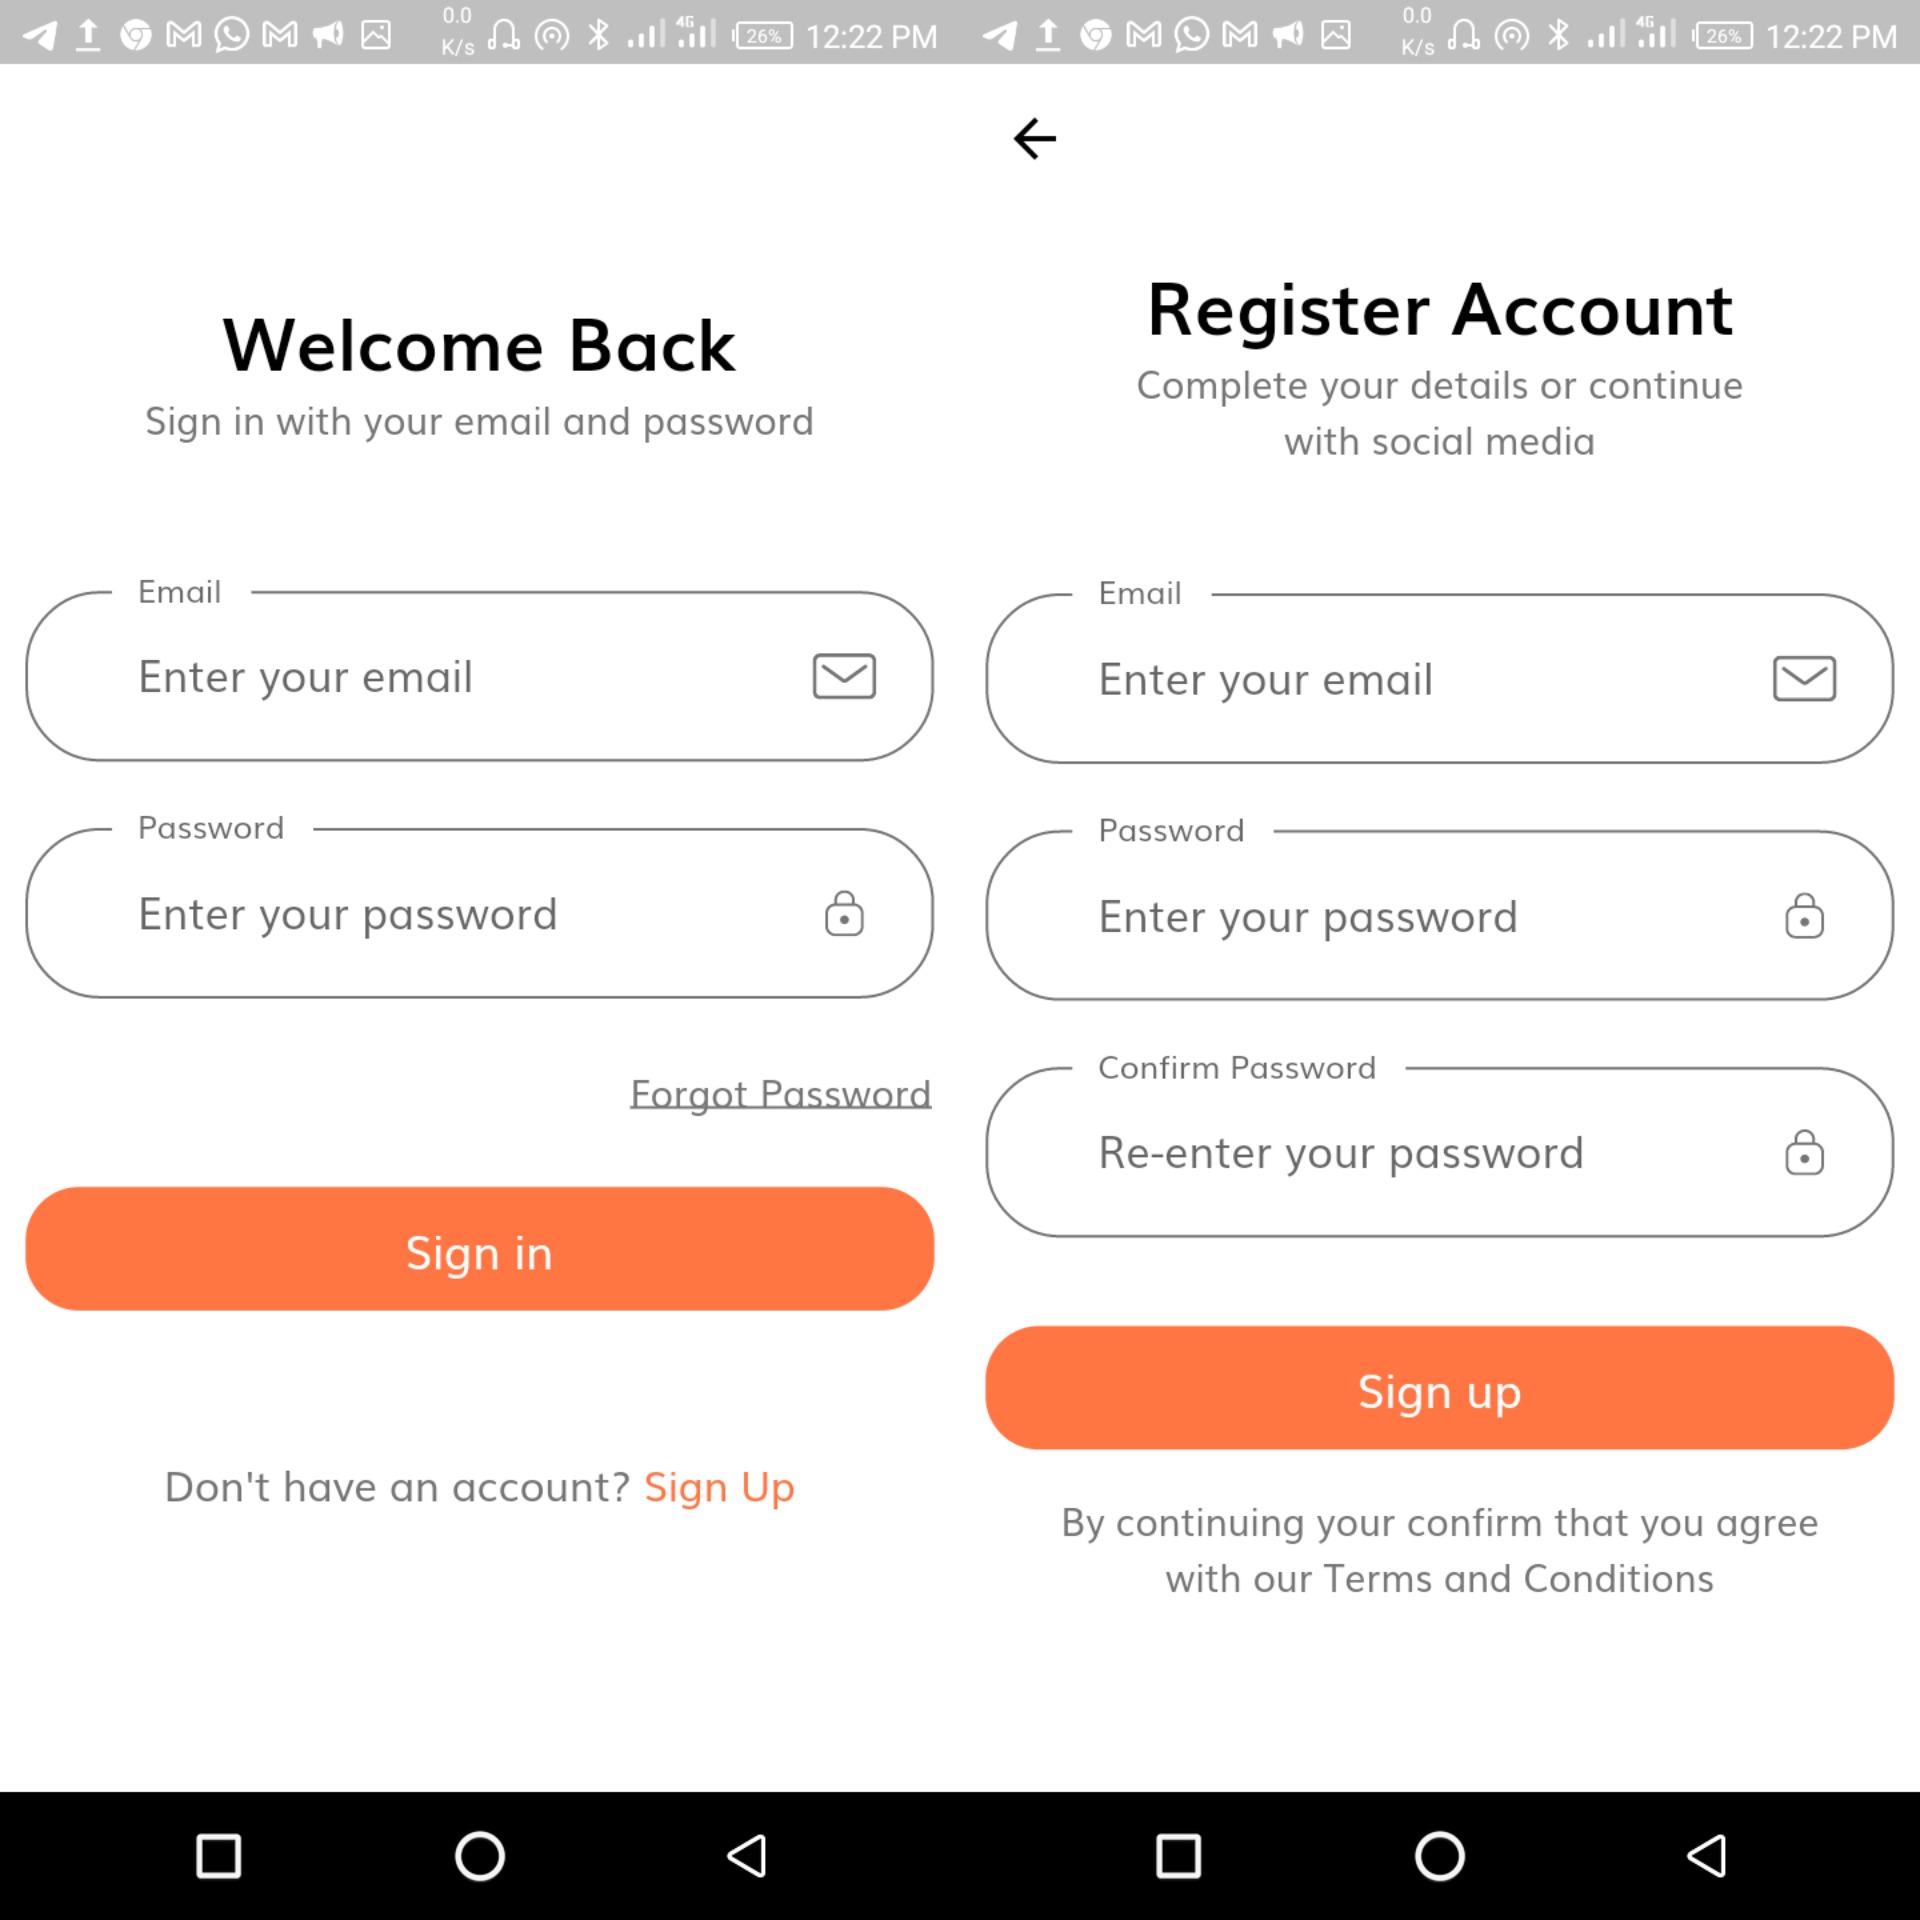 0.0
K/s 4G 26% 12:22 PM
Welcome Back
Sign in with your email and password
Email
Enter your email
Password
Enter your password
Forgot Password
Sign in
Don't have an account? Sign Up
0.0
K/s 4G 26% 12:22 PM
Register Account
Complete your details or continue
with social media
Email
Enter your email
Password
Enter your password
Confirm Password
Re-enter your password
Sign up
By continuing your confirm that you agree
with our Terms and Conditions